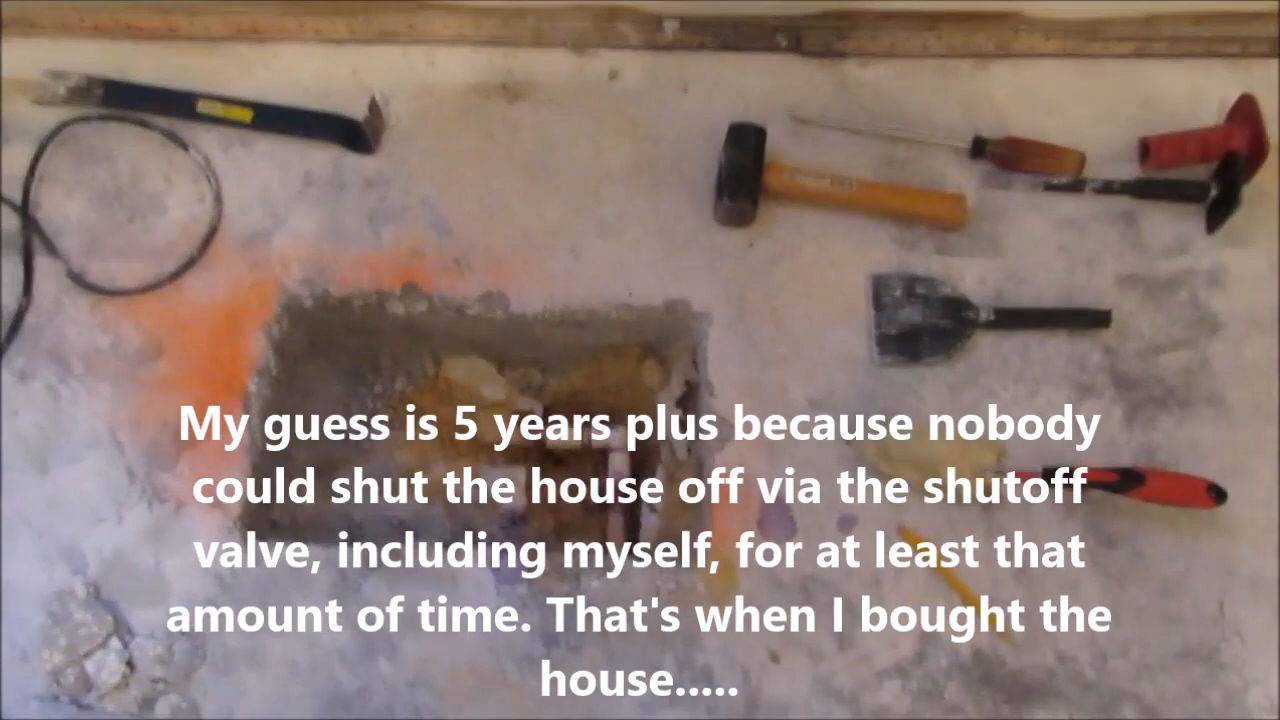 My guess is 5 years plus because nobody
could shut the house off via the shutoff
valve, including myself, for at least that
amount of time. That's when I bought the
house.....